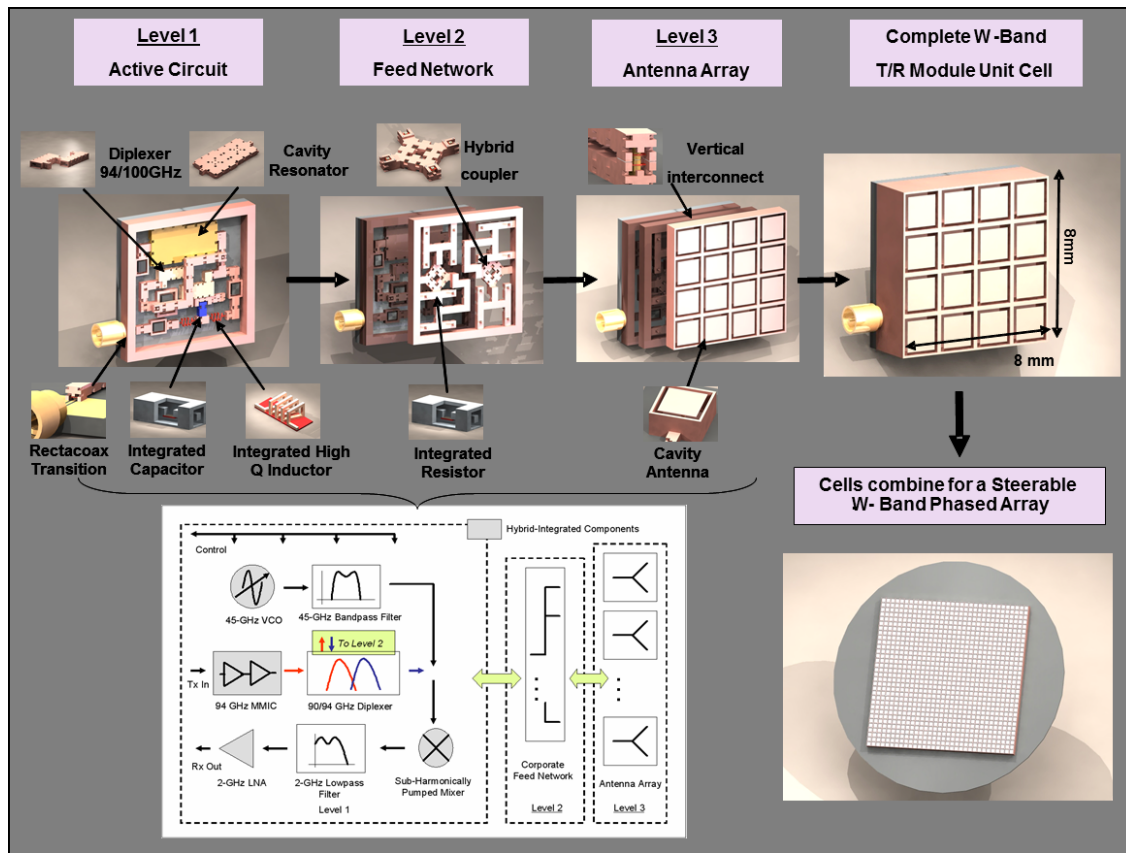 Level 1
Active Circuit
Level 2
Feed Network
Level 3
Antenna Array
Complete W-Band
T/R Module Unit Cell
Diplexer
94/100GHz
Cavity
Resonator
Hybrid
coupler
Vertical
interconnect
8mm
8 mm
Rectacoax
Transition
Integrated
Capacitor
Integrated High
Q Inductor
Integrated
Resistor
Cavity
Antenna
Cells combine for a Steerable
W- Band Phased Array
Hybrid-Integrated Components
Control
45-GHz VCO
45-GHz Bandpass Filter
To Level 2
Tx In
94 GHz MMIC
90/94 GHz Diplexer
Rx Out
2-GHz LNA
2-GHz Lowpass
Filter
Sub-Harmonically
Pumped Mixer
Level 1
Corporate
Feed Network
Level 2
Antenna Array
Level 3